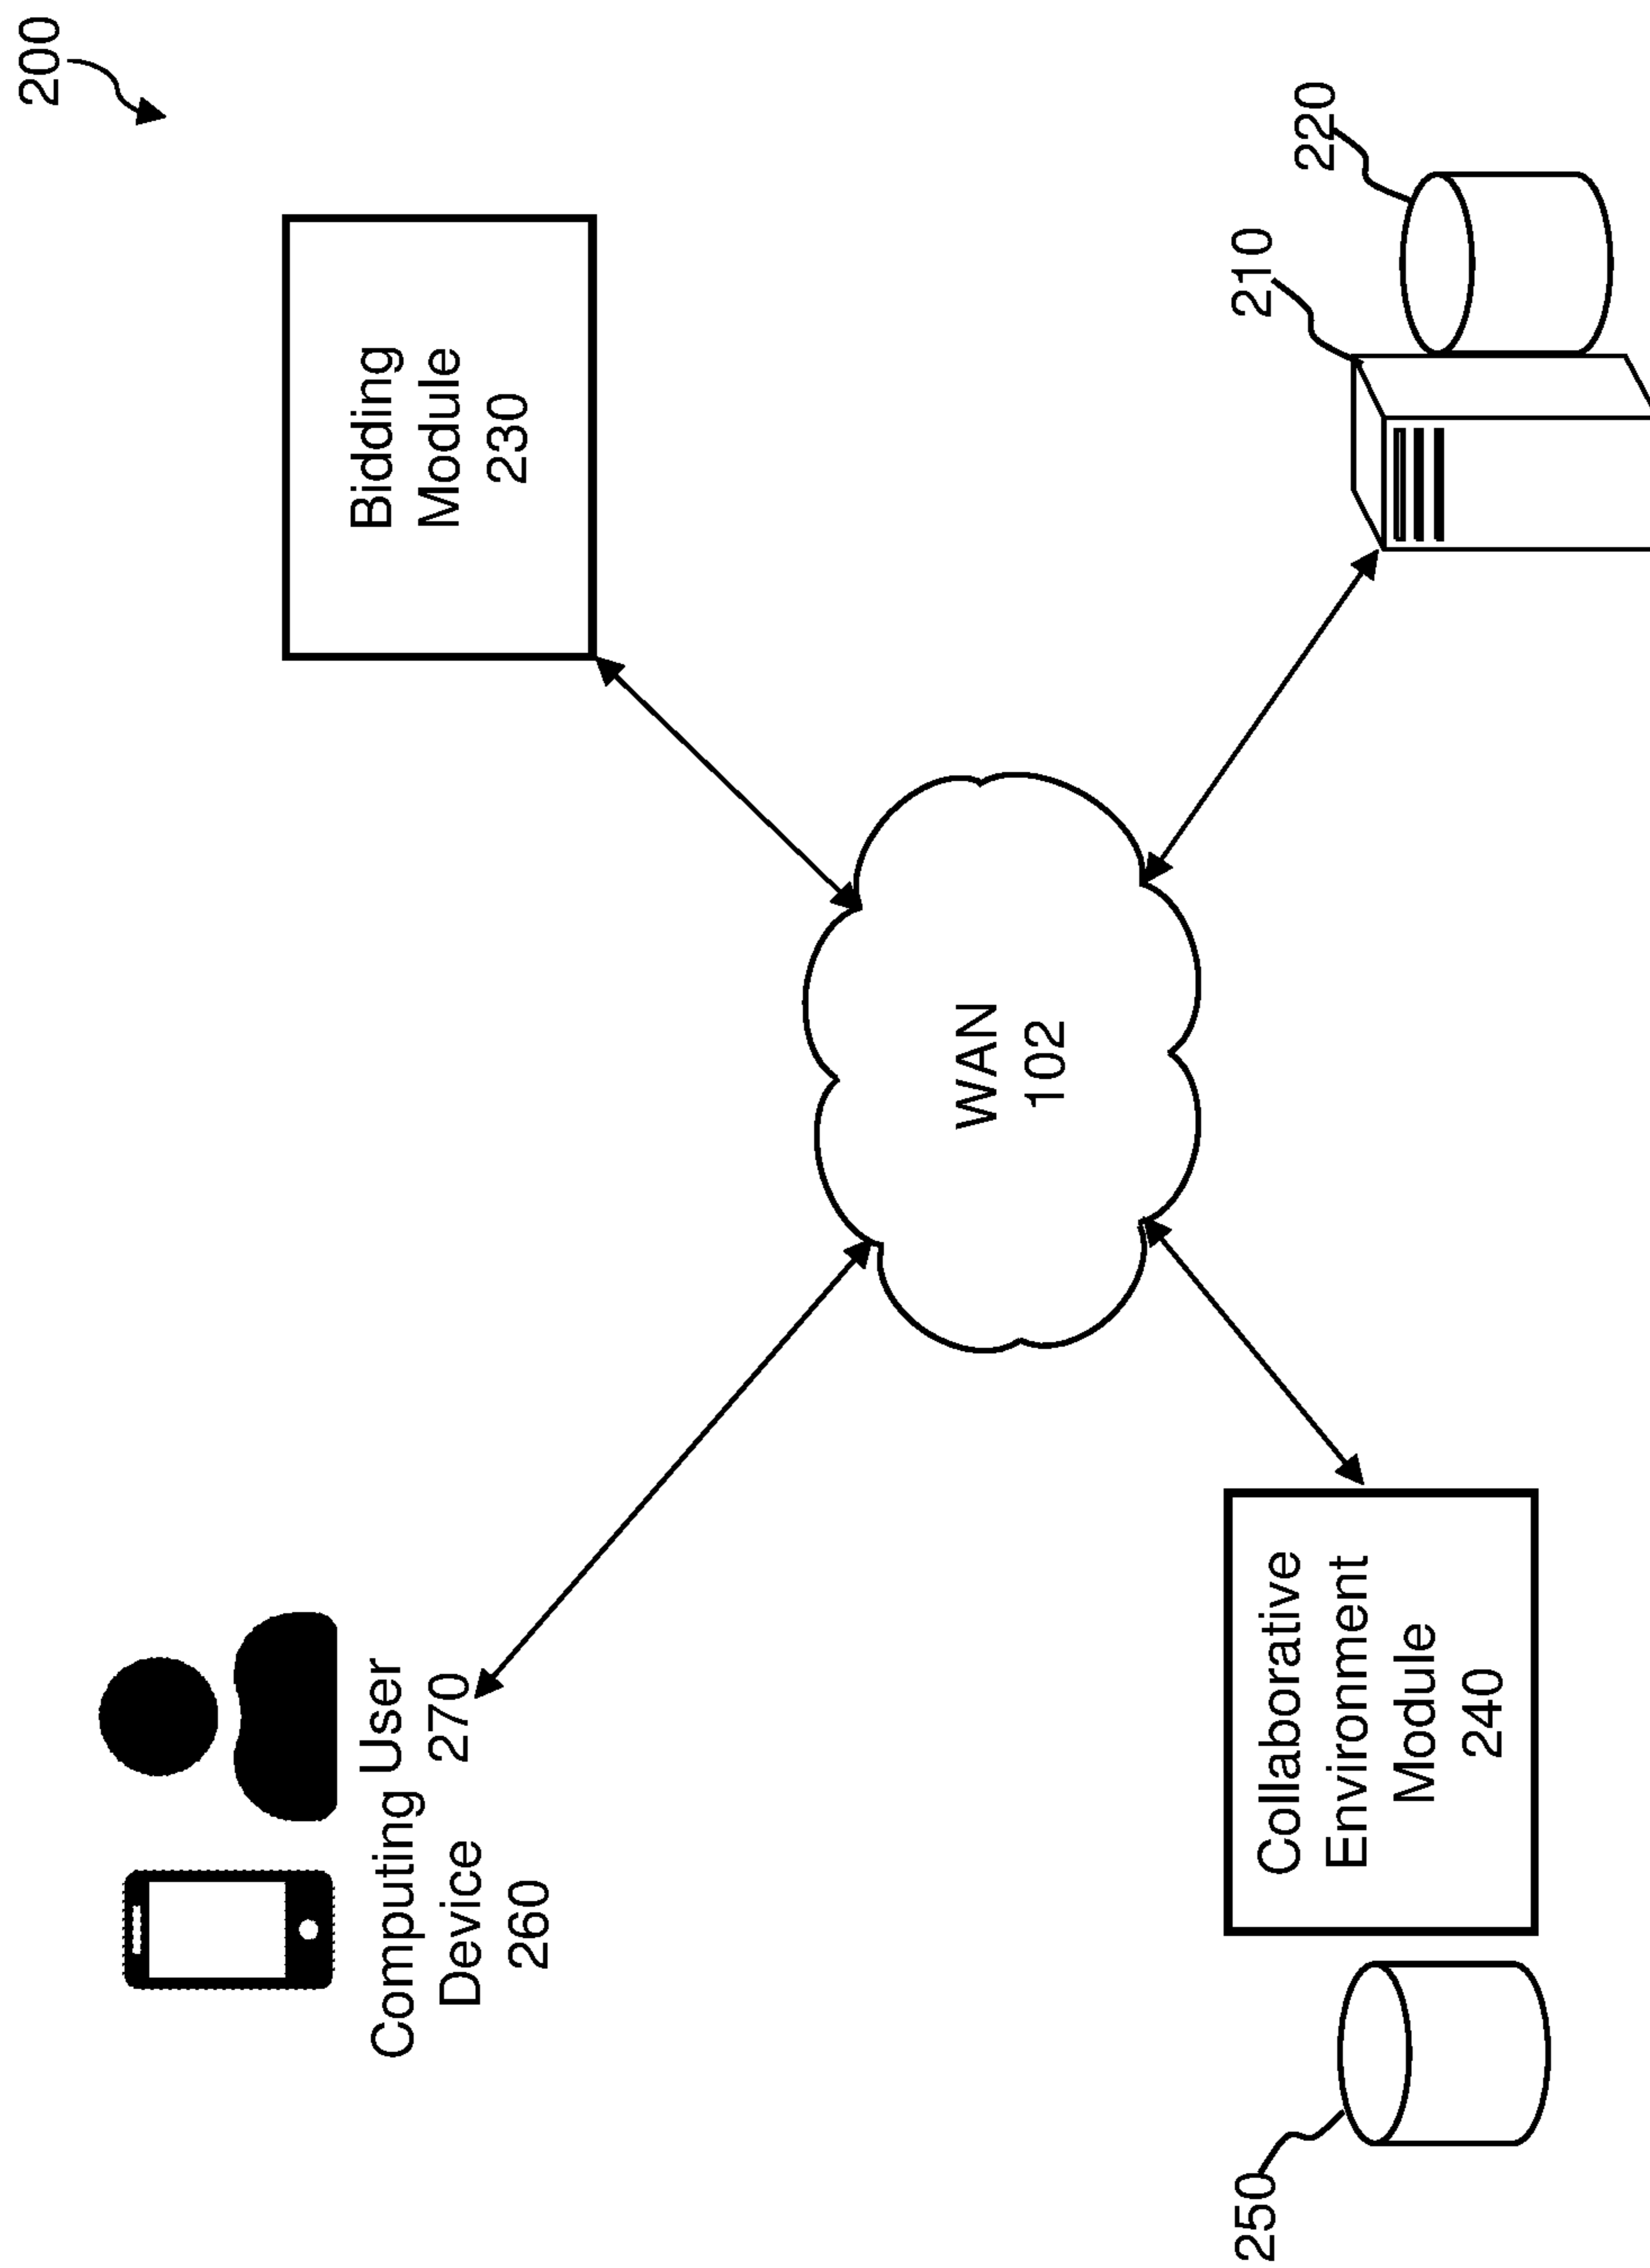 200
User
270
Computing
Device
260
Bidding
Module
230
WAN
102
250
Collaborative
Environment
Module
240
210
220